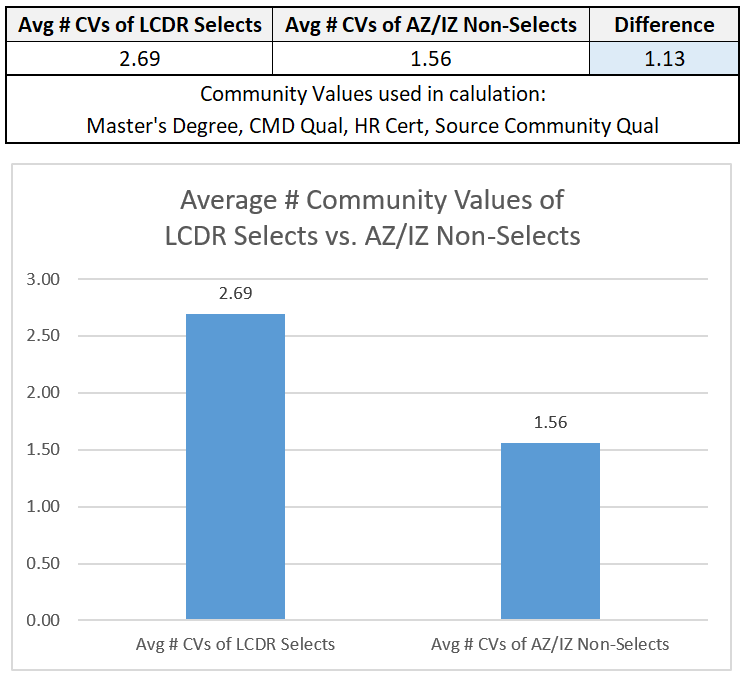 Avg # CVs of LCDR Selects Avg # CVs of AZ/IZ Non-Selects Difference
2.69 1.56 1.13
Community Values used in calulation:
Master's Degree, CMD Qual, HR Cert, Source Community Qual
Average # Community Values of
LCDR Selects vs. AZ/IZ Non-Selects
3.00
2.69
2.50
2.00
1.56
1.50
1.00
0.50
0.00
Avg # CVs of LCDR Selects Avg # CVs of AZ/IZ Non-Selects